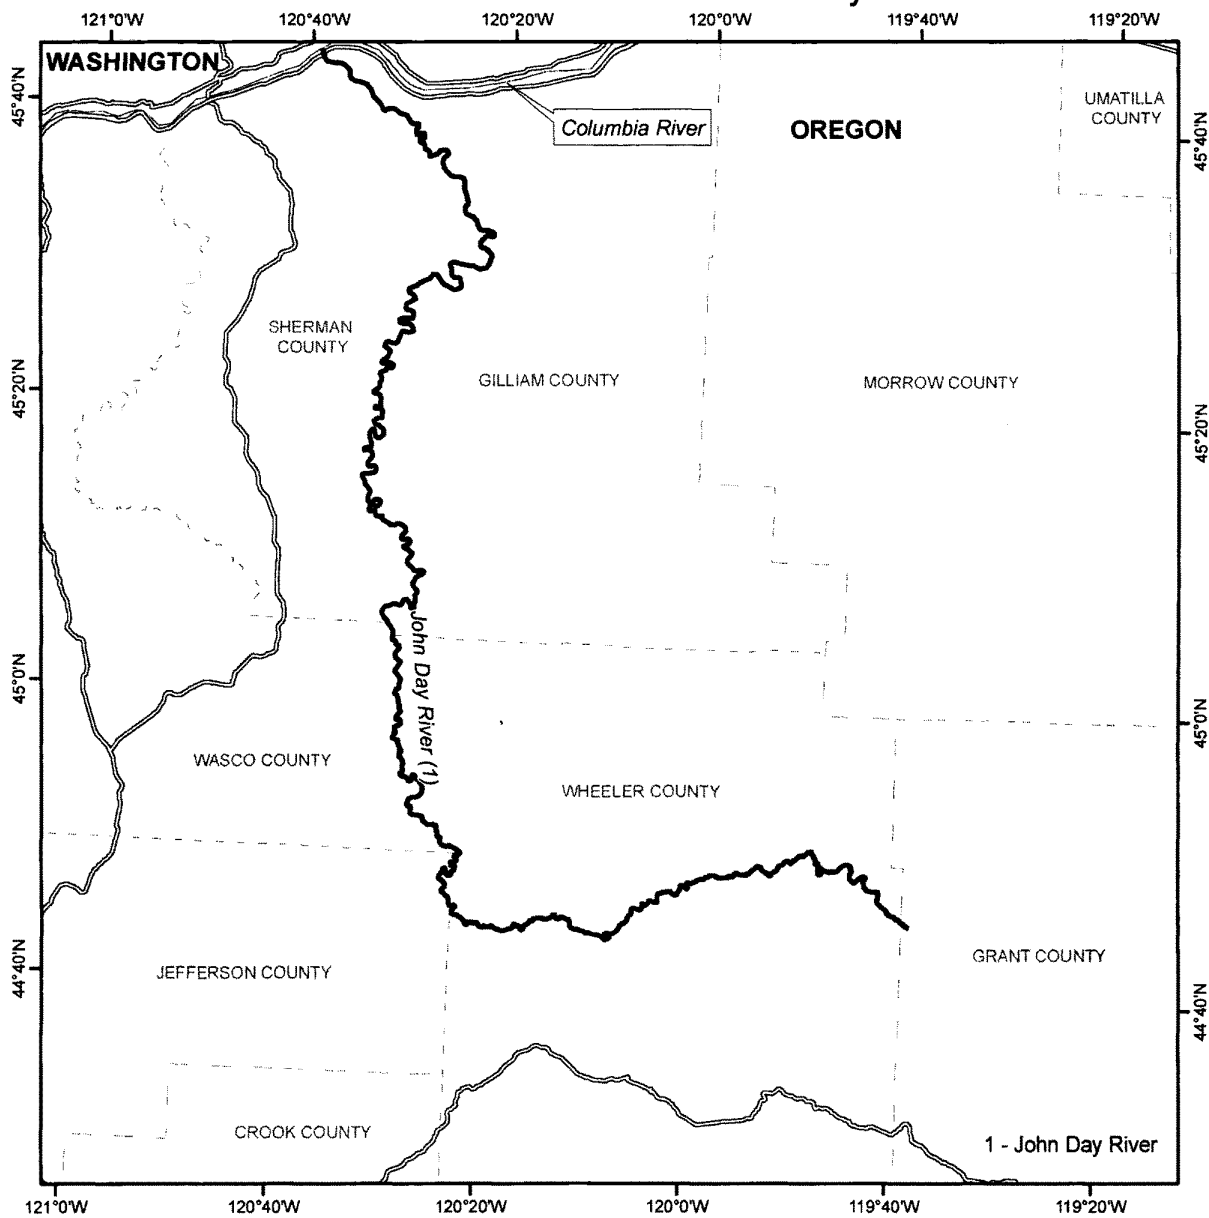 121°0'W 120°40'W 120°20'W 120°0'W 119°40'W 119°20'W
WASHINGTON
45°40'N
Columbia River
OREGON
UMATILLA
COUNTY
45°40'N
SHERMAN
COUNTY
45°20'N
GILLIAM COUNTY
MORROW COUNTY
45°20'N
John Day River (1)
45°0'N
45°0'N
WASCO COUNTY
WHEELER COUNTY
44°40'N
JEFFERSON COUNTY
GRANT COUNTY
44°40'N
CROOK COUNTY
1 - John Day River
121°0'W 120°40'W 120°20'W 120°0'W 119°40'W 119°20'W